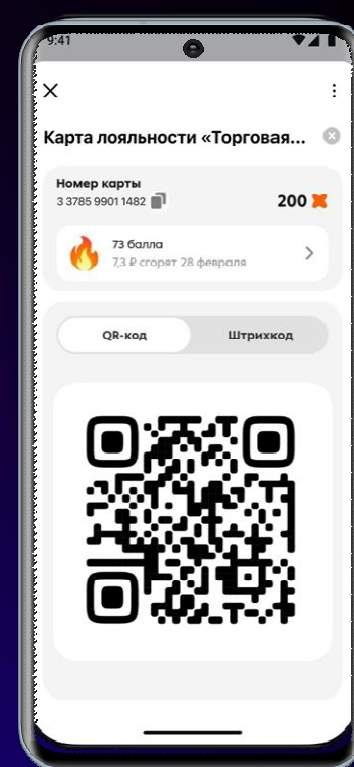 9:41
Карта лояльности «Торговая...
Номер карты
3 3785 9901 1482
200
73 балла
7,3 ₽ сгорят 28 февраля
QR-код
Штрихкод